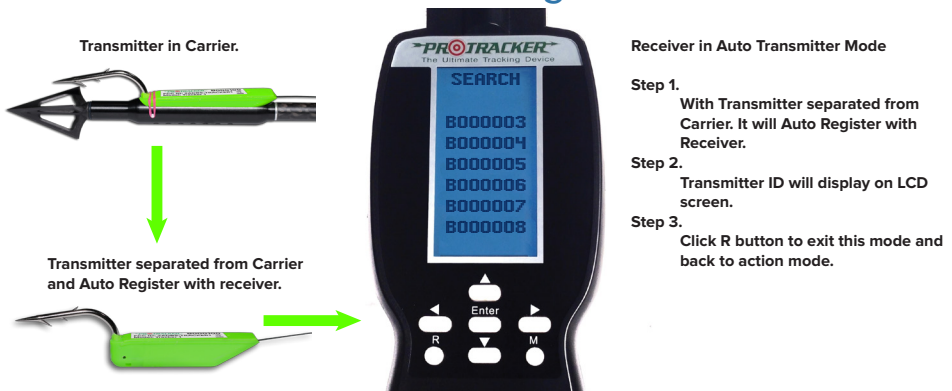 Transmitter in Carrier.
Transmitter separated from Carrier
and Auto Register with receiver.
PROTRACKER
The Ultimate Tracking Device
SEARCH
B000003
B000004
B000005
B000006
B000007
B000008
Enter
R
M
Receiver in Auto Transmitter Mode
Step 1.
With Transmitter separated from
Carrier. It will Auto Register with
Receiver.
Step 2.
Transmitter ID will display on LCD
screen.
Step 3.
Click R button to exit this mode and
back to action mode.